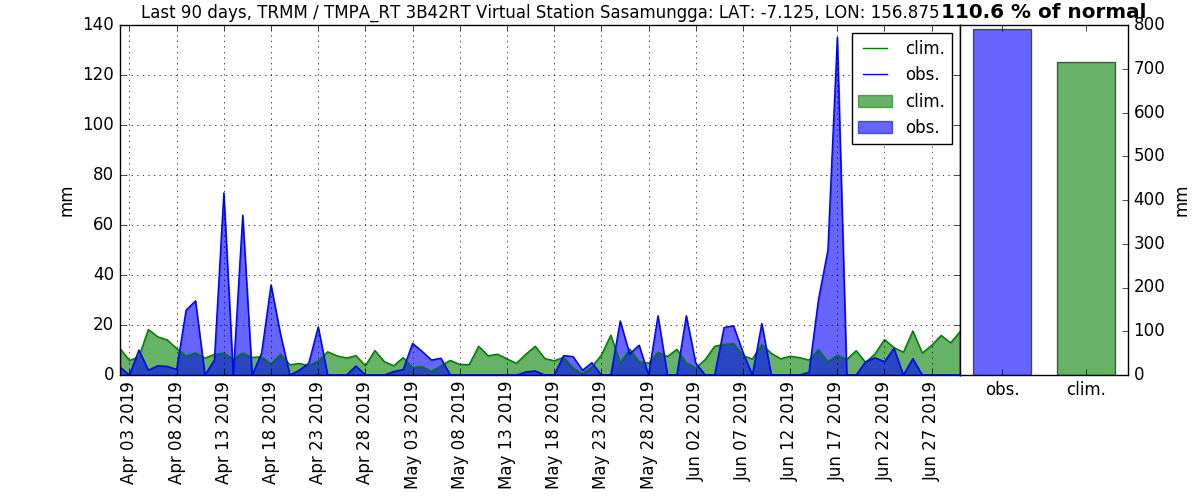 Last 90 days, TRMM / TMPA_RT 3B42RT Virtual Station Sasamungga: LAT: -7.125, LON: 156.875
110.6 % of normal
140
120
100
80
60
40
20
0
mm
clim.
obs.
clim.
obs.
Apr 03 2019
Apr 08 2019
Apr 13 2019
Apr 18 2019
Apr 23 2019
Apr 28 2019
May 03 2019
May 08 2019
May 13 2019
May 18 2019
May 23 2019
May 28 2019
Jun 02 2019
Jun 07 2019
Jun 12 2019
Jun 17 2019
Jun 22 2019
Jun 27 2019
800
700
600
500
400
300
200
100
0
mm
obs.
clim.